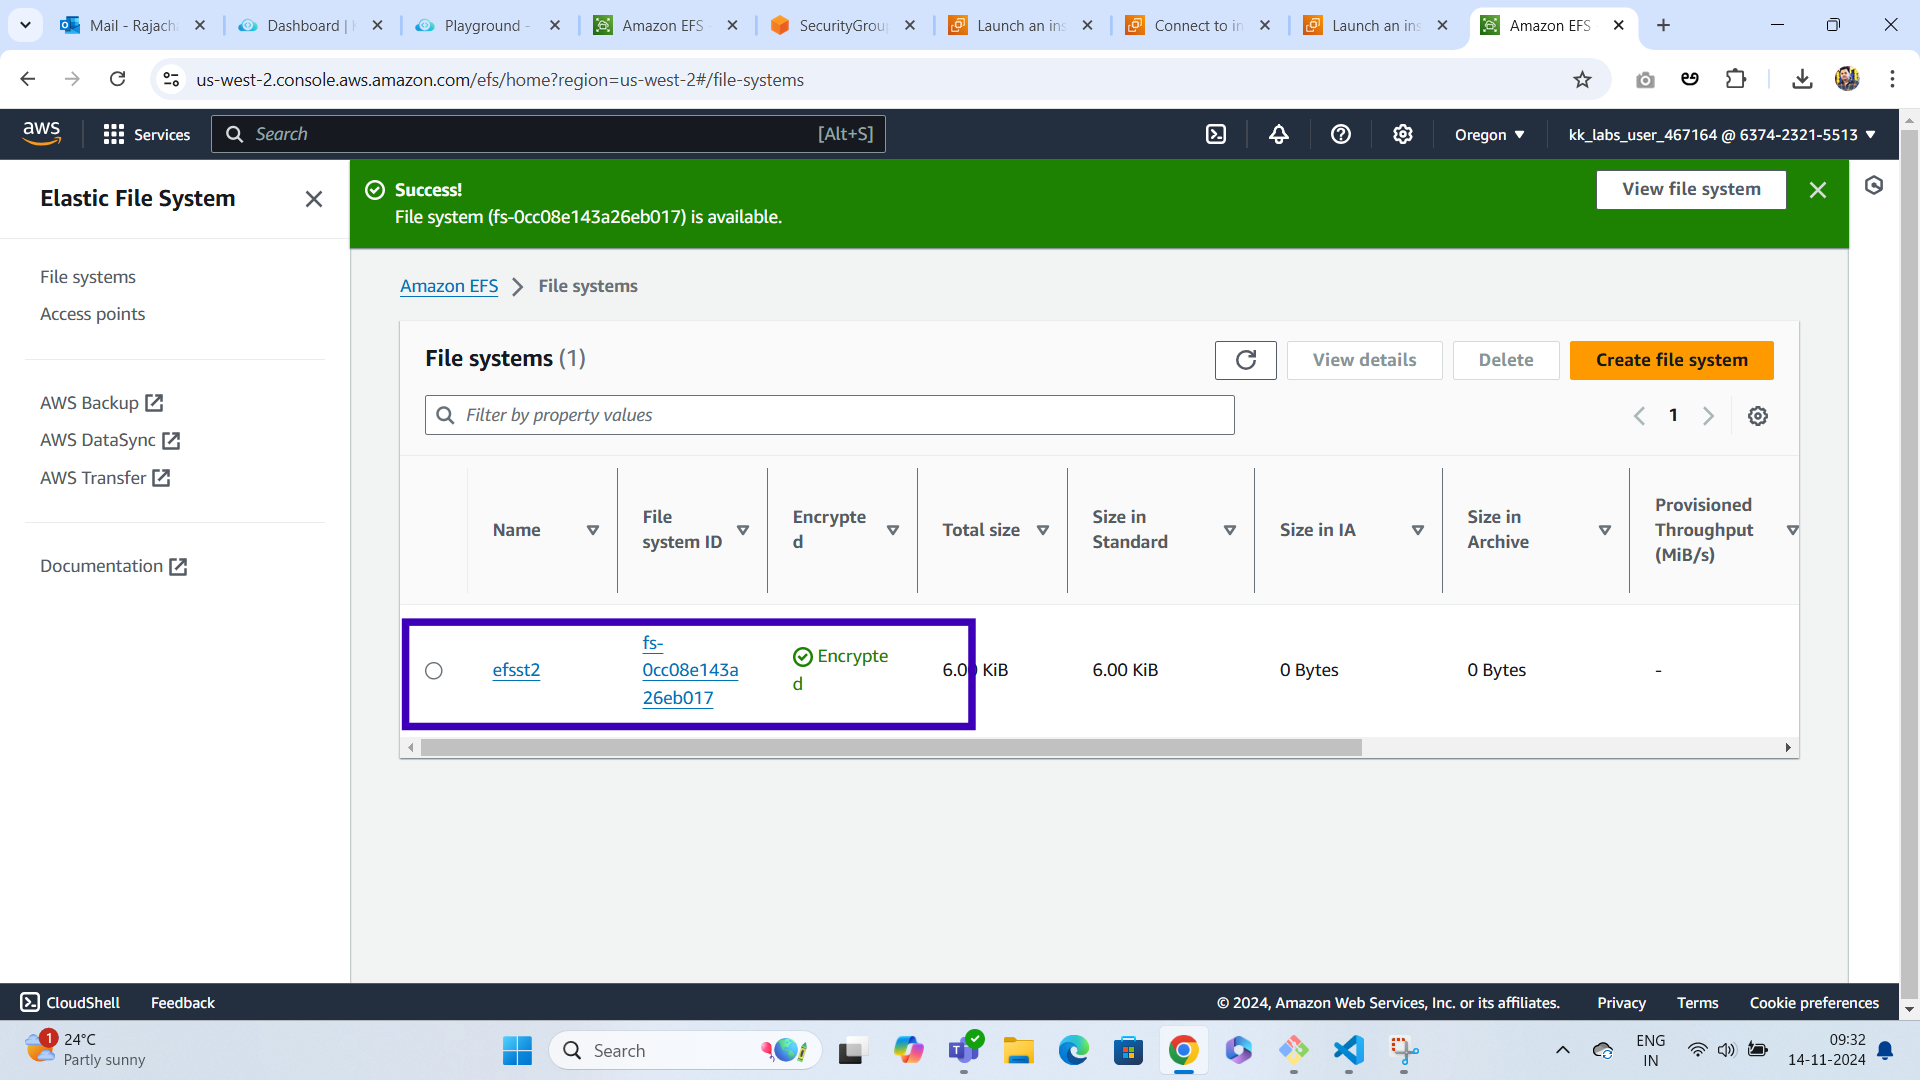 Mail - Rajach
Dashboard |
Playground -
Amazon EFS -
SecurityGrou
Launch an ins
Connect to in
Launch an ins
Amazon EFS
us-west-2.console.aws.amazon.com/efs/home?region=us-west-2#/file-systems
aws
Services
Search
[Alt+S]
Oregon
kk_labs_user_467164 @ 6374-2321-5513
Elastic File System
File systems
Access points
AWS Backup
AWS DataSync
AWS Transfer
Documentation
Success!
File system (fs-0cc08e143a26eb017) is available.
View file system
Amazon EFS
File systems
File systems (1)
View details
Delete
Create file system
Filter by property values
1
Name
File
system ID
Encrypte
d
Total size
Size in
Standard
Size in IA
Size in
Archive
Provisioned
Throughput
(MiB/s)
efsst2
fs-
0cc08e143a
26eb017
Encrypte
d
6.00 KiB
6.00 KiB
0 Bytes
0 Bytes
-
CloudShell
Feedback
© 2024, Amazon Web Services, Inc. or its affiliates.
Privacy
Terms
Cookie preferences
1
24°C
Partly sunny
Search
ENG
IN
09:32
14-11-2024